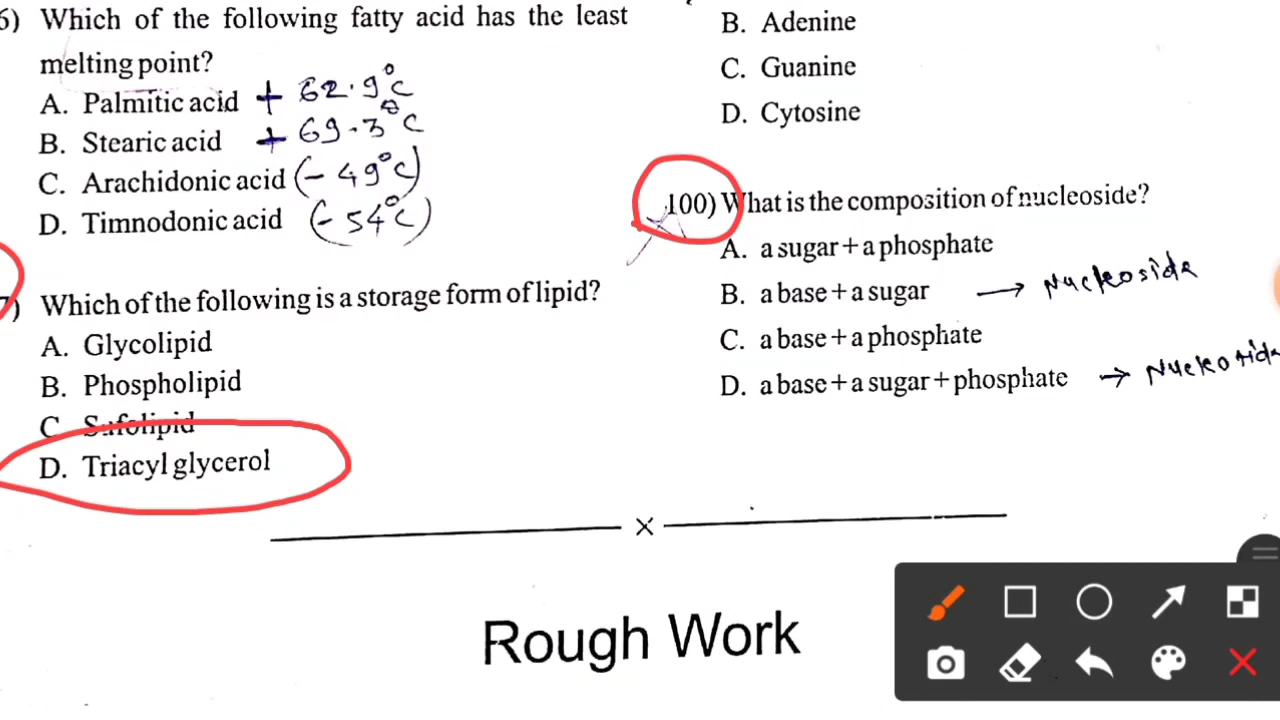 6) Which of the following fatty acid has the least
melting point?
A. Palmitic acid + 62.9°C
B. Stearic acid + 69.3°C
C. Arachidonic acid (- 49°C)
D. Timnodonic acid (- 54°C)
7) Which of the following is a storage form of lipid?
A. Glycolipid
B. Phospholipid
C. Sufolipid
D. Triacyl glycerol
B. Adenine
C. Guanine
D. Cytosine
100) What is the composition of nucleoside?
A. a sugar + a phosphate
B. a base + a sugar → Nucleoside
C. a base + a phosphate
D. a base + a sugar + phosphate → Nucleotide
X
Rough Work